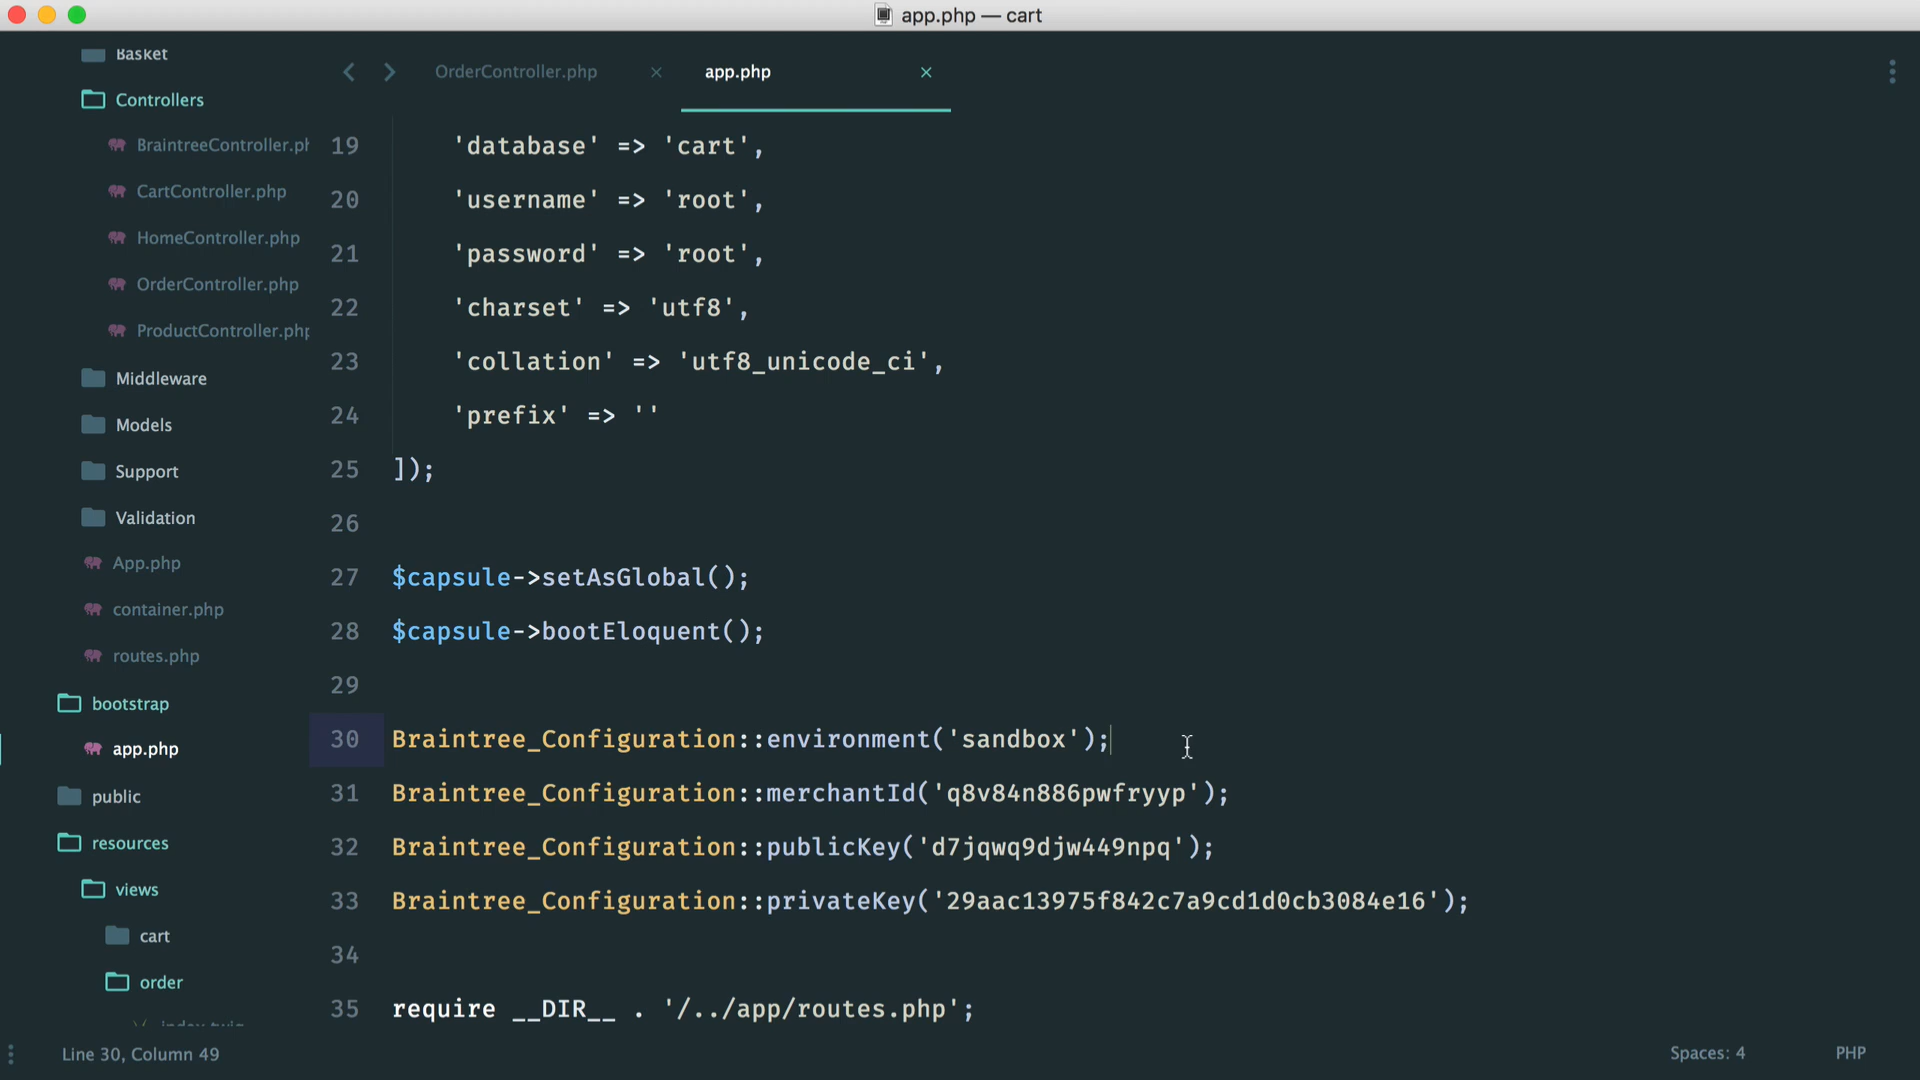 app.php — cart
Basket
Controllers
BraintreeController.ph
CartController.php
HomeController.php
OrderController.php
ProductController.php
Middleware
Models
Support
Validation
App.php
container.php
routes.php
bootstrap
app.php
public
resources
views
cart
order
index.twig
OrderController.php × app.php ×
19 'database' => 'cart',
20 'username' => 'root',
21 'password' => 'root',
22 'charset' => 'utf8',
23 'collation' => 'utf8_unicode_ci',
24 'prefix' => ''
25 ]);
26
27 $capsule->setAsGlobal();
28 $capsule->bootEloquent();
29
30 Braintree_Configuration::environment('sandbox');
31 Braintree_Configuration::merchantId('q8v84n886pwfryyp');
32 Braintree_Configuration::publicKey('d7jqwq9djw449npq');
33 Braintree_Configuration::privateKey('29aac13975f842c7a9cd1d0cb3084e16');
34
35 require __DIR__ . '/../app/routes.php';
Line 30, Column 49
Spaces: 4
PHP